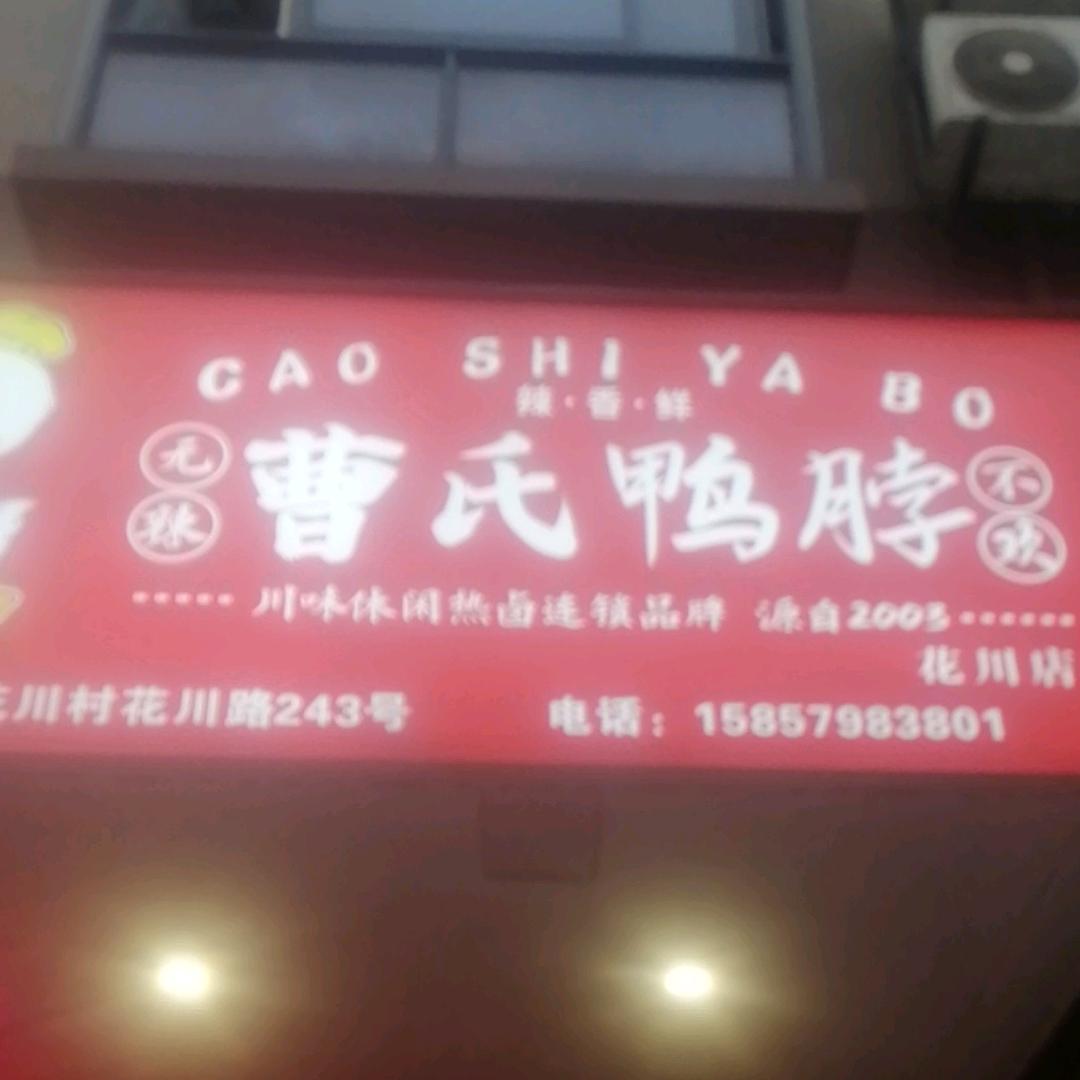 CAO SHI YA BO
辣·香·鲜
无辣 曹氏鸭脖 不欢
川味休闲热卤连锁品牌 源自2003
花川店
花川村花川路243号 电话：15857983801